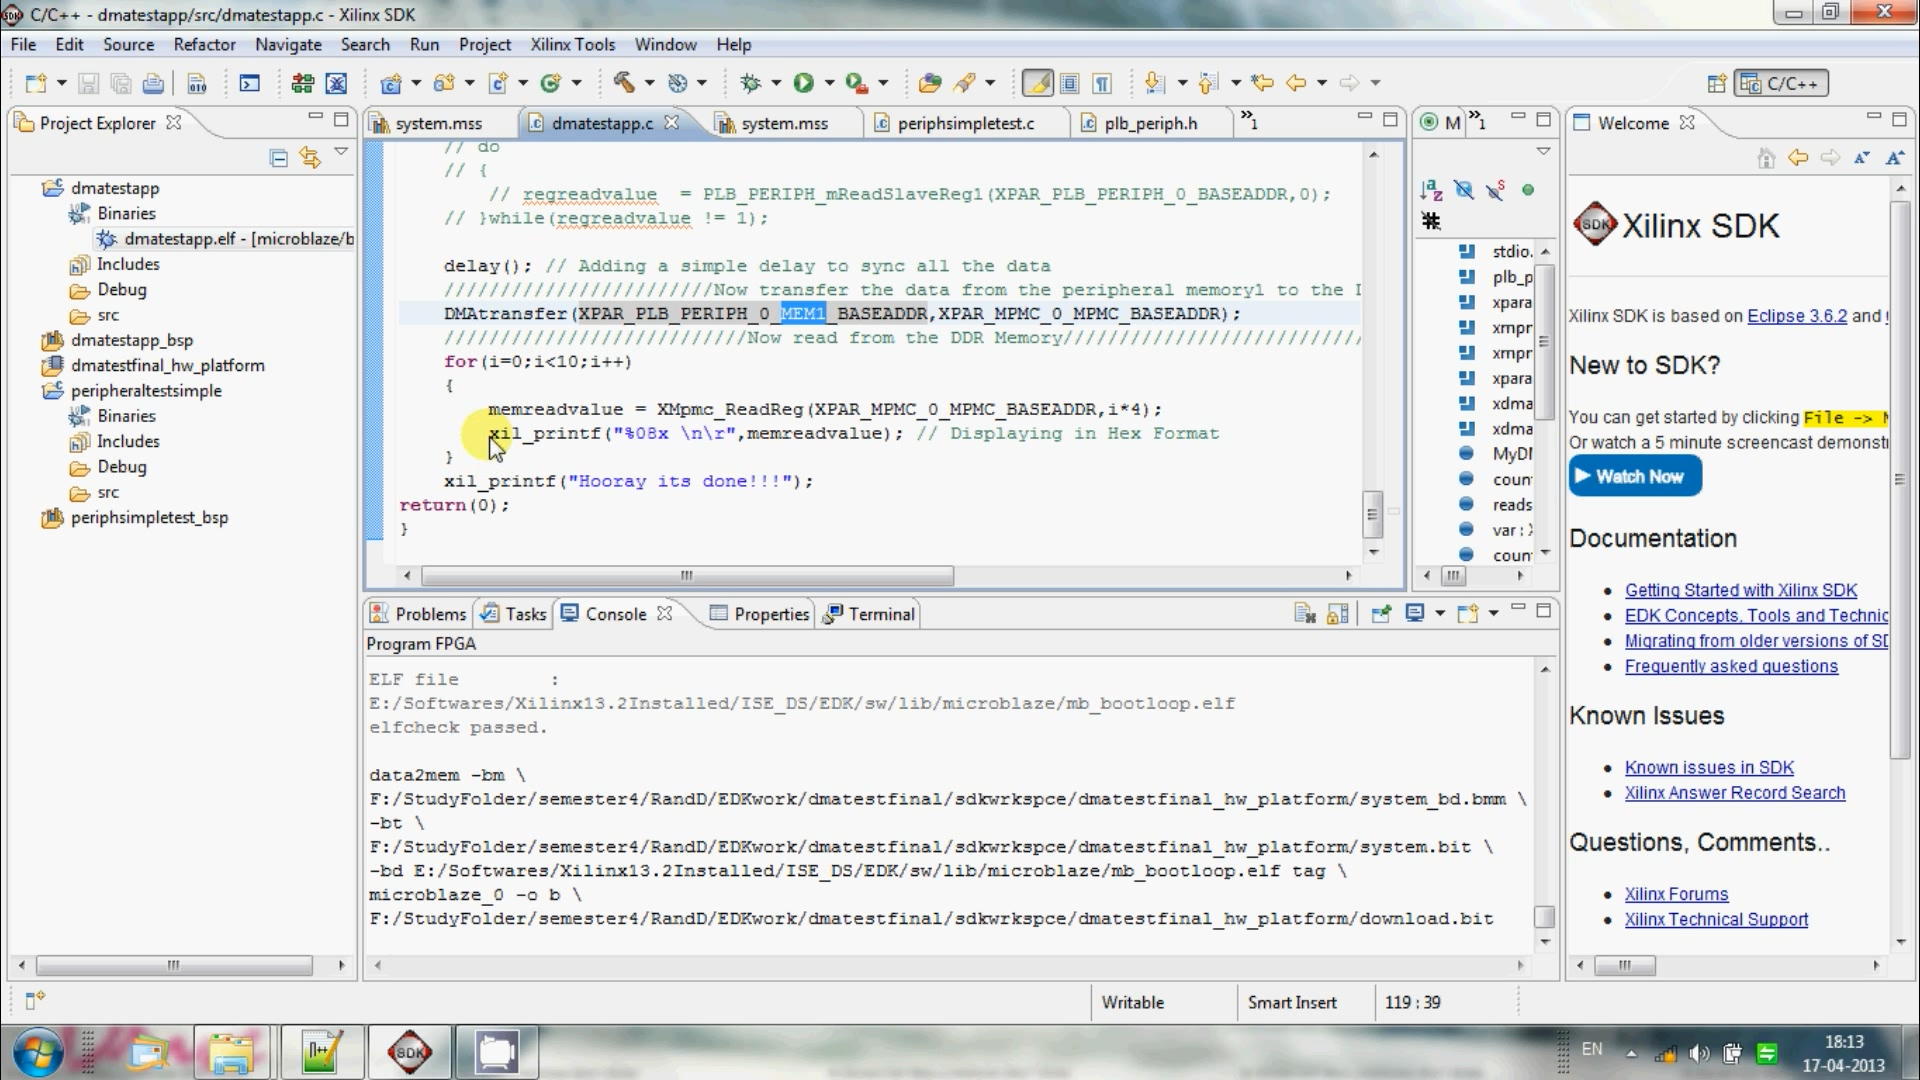 C/C++ - dmatestapp/src/dmatestapp.c - Xilinx SDK
File Edit Source Refactor Navigate Search Run Project Xilinx Tools Window Help
C/C++
Project Explorer
dmatestapp
Binaries
dmatestapp.elf - [microblaze/b
Includes
Debug
src
dmatestapp_bsp
dmatestfinal_hw_platform
peripheraltestsimple
Binaries
Includes
Debug
src
periphsimpletest_bsp
system.mss dmatestapp.c system.mss periphsimpletest.c plb_periph.h »1
// do
// {
// regreadvalue = PLB_PERIPH_mReadSlaveReg1(XPAR_PLB_PERIPH_0_BASEADDR,0);
// }while(regreadvalue != 1);
delay(); // Adding a simple delay to sync all the data
////////////////////////Now transfer the data from the peripheral memory1 to the D
DMAtransfer(XPAR_PLB_PERIPH_0_MEM1_BASEADDR,XPAR_MPMC_0_MPMC_BASEADDR);
///////////////////////////Now read from the DDR Memory///////////////////////////
for(i=0;i<10;i++)
{
memreadvalue = XMpmc_ReadReg(XPAR_MPMC_0_MPMC_BASEADDR,i*4);
xil_printf("%08x \n\r",memreadvalue); // Displaying in Hex Format
}
xil_printf("Hooray its done!!!");
return(0);
}
M »1
stdio.
plb_p
xpara
xmpr
xmpr
xpara
xdma
xdma
MyDI
coun
reads
var :
coun
Problems Tasks Console Properties Terminal
Program FPGA
ELF file :
E:/Softwares/Xilinx13.2Installed/ISE_DS/EDK/sw/lib/microblaze/mb_bootloop.elf
elfcheck passed.
data2mem -bm \
F:/StudyFolder/semester4/RandD/EDKwork/dmatestfinal/sdkwrkspce/dmatestfinal_hw_platform/system_bd.bmm \
-bt \
F:/StudyFolder/semester4/RandD/EDKwork/dmatestfinal/sdkwrkspce/dmatestfinal_hw_platform/system.bit \
-bd E:/Softwares/Xilinx13.2Installed/ISE_DS/EDK/sw/lib/microblaze/mb_bootloop.elf tag \
microblaze_0 -o b \
F:/StudyFolder/semester4/RandD/EDKwork/dmatestfinal/sdkwrkspce/dmatestfinal_hw_platform/download.bit
Welcome
SDK Xilinx SDK
Xilinx SDK is based on Eclipse 3.6.2 and
New to SDK?
You can get started by clicking File -> N
Or watch a 5 minute screencast demonst
Watch Now
Documentation
Getting Started with Xilinx SDK
EDK Concepts, Tools and Technic
Migrating from older versions of SD
Frequently asked questions
Known Issues
Known issues in SDK
Xilinx Answer Record Search
Questions, Comments..
Xilinx Forums
Xilinx Technical Support
Writable Smart Insert 119 : 39
SDK
EN
18:13
17-04-2013